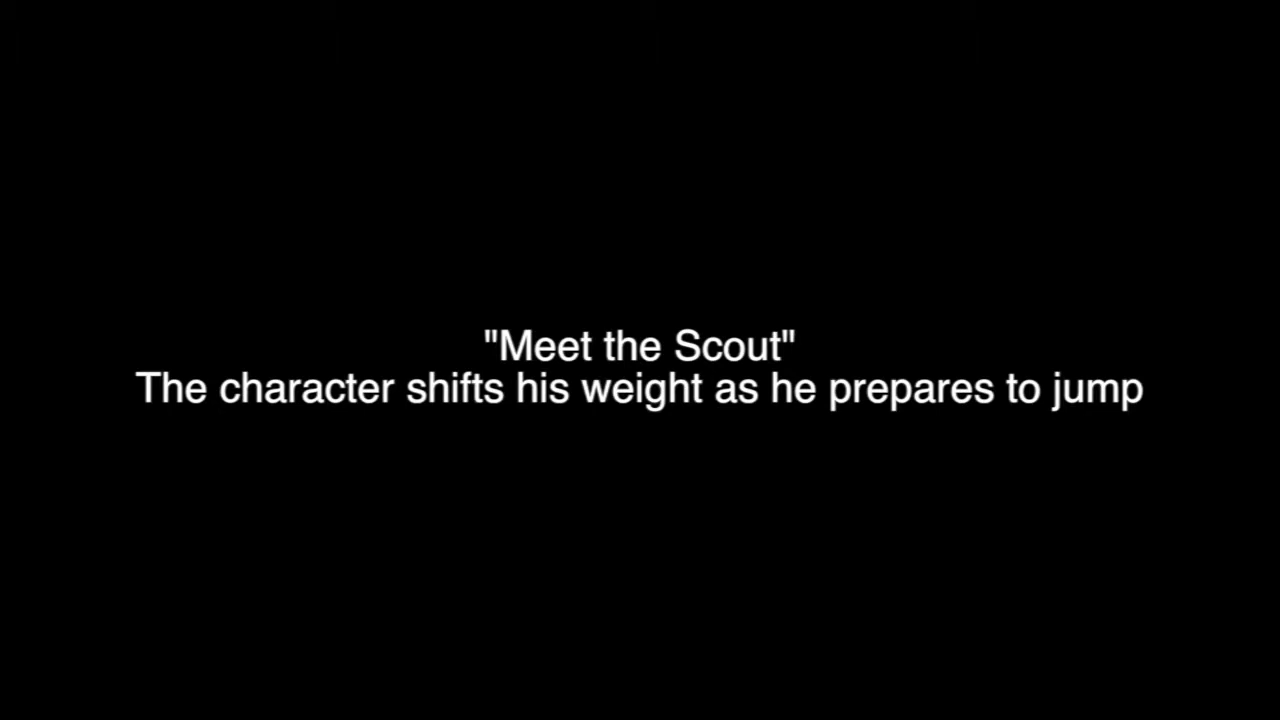 "Meet the Scout"
The character shifts his weight as he prepares to jump